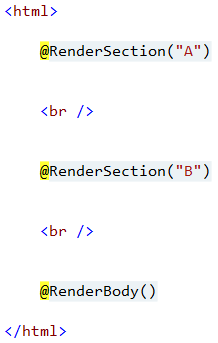 <html>
@RenderSection("A")
<br />
@RenderSection("B")
<br />
@RenderBody()
</html>